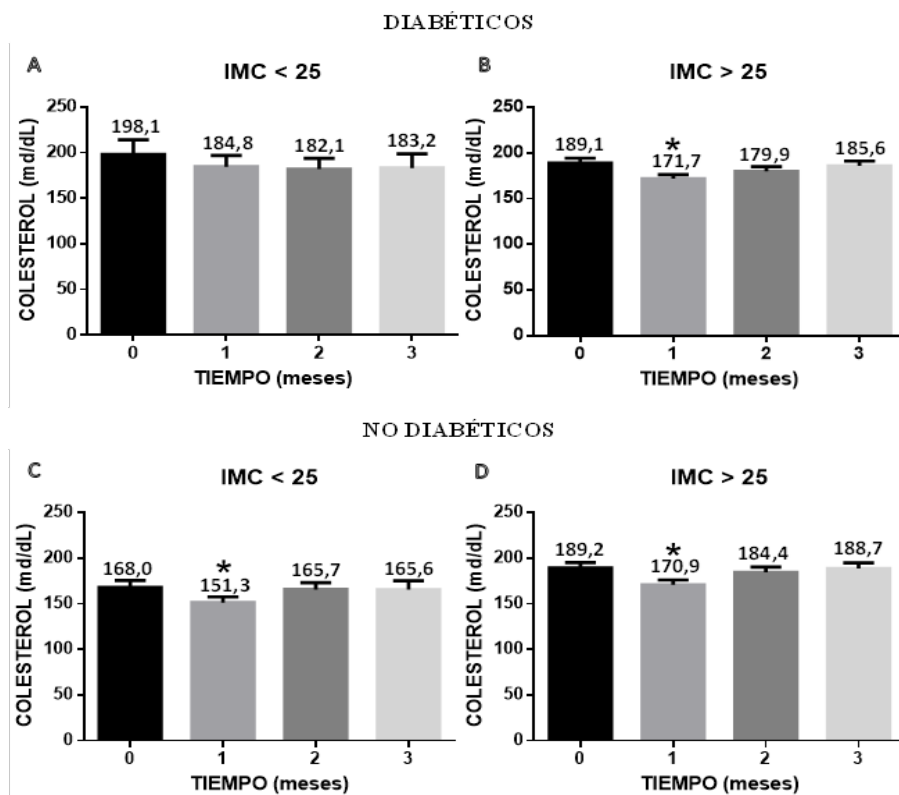 DIABÉTICOS
A
IMC < 25
COLESTEROL (md/dL)
250
200
150
100
50
0
198,1
184,8
182,1
183,2
0 1 2 3
TIEMPO (meses)
B
IMC > 25
COLESTEROL (md/dL)
250
200
150
100
50
0
189,1
*
171,7
179,9
185,6
0 1 2 3
TIEMPO (meses)
NO DIABÉTICOS
C
IMC < 25
COLESTEROL (md/dL)
250
200
150
100
50
0
168,0
*
151,3
165,7
165,6
0 1 2 3
TIEMPO (meses)
D
IMC > 25
COLESTEROL (md/dL)
250
200
150
100
50
0
189,2
*
170,9
184,4
188,7
0 1 2 3
TIEMPO (meses)